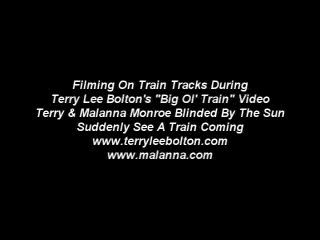 Filming On Train Tracks During
Terry Lee Bolton's "Big Ol' Train" Video
Terry & Malanna Monroe Blinded By The Sun
Suddenly See A Train Coming
www.terryleebolton.com
www.malanna.com